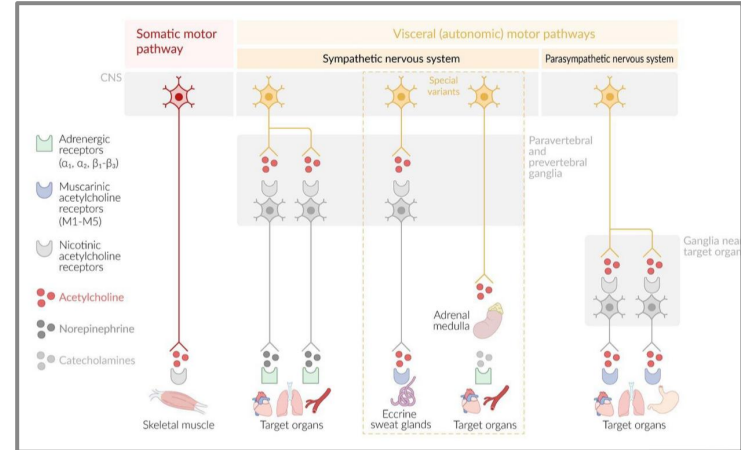 Somatic motor
pathway
Visceral (autonomic) motor pathways
Sympathetic nervous system
Parasympathetic nervous system
CNS
Special
variants
Adrenergic
receptors
(α₁, α₂, β₁-β₃)
Muscarinic
acetylcholine
receptors
(M1-M5)
Nicotinic
acetylcholine
receptors
Acetylcholine
Norepinephrine
Catecholamines
Paravertebral
and
prevertebral
ganglia
Ganglia near
target organ
Adrenal
medulla
Skeletal muscle
Target organs
Eccrine
sweat glands
Target organs
Target organs